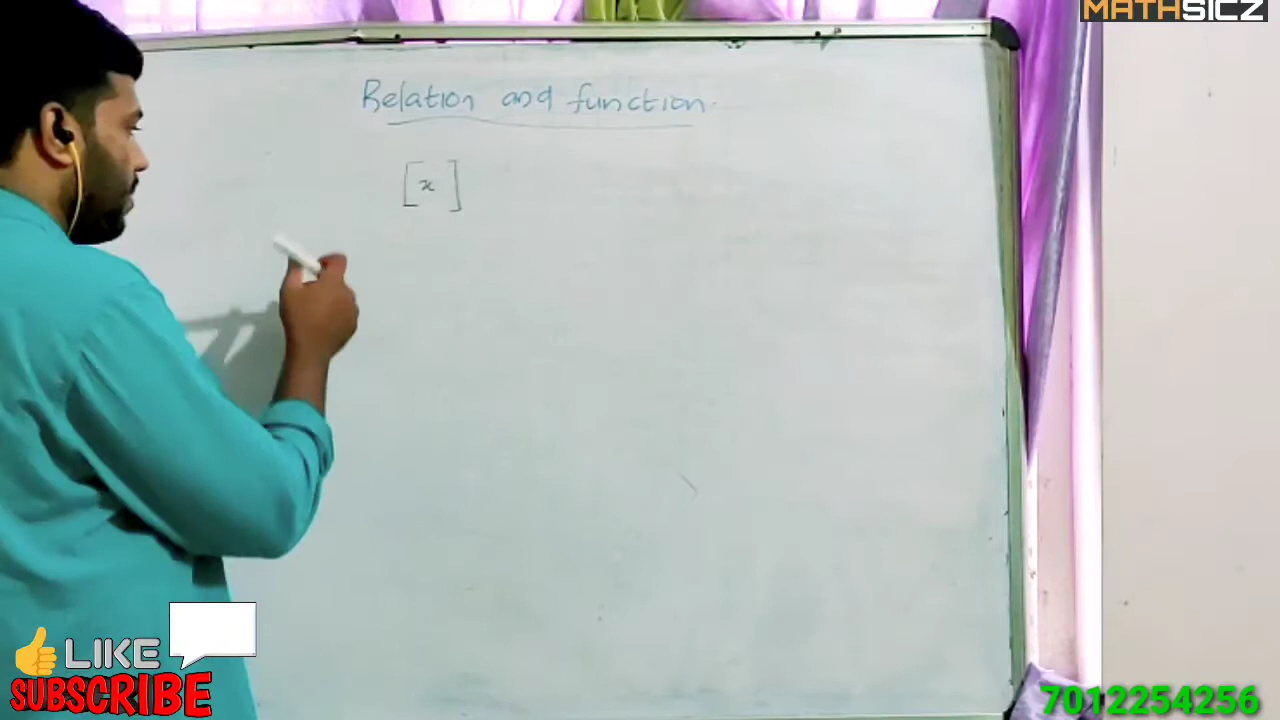 MATHSICZ
Relation and function
[x]
LIKE
SUBSCRIBE
7012254256